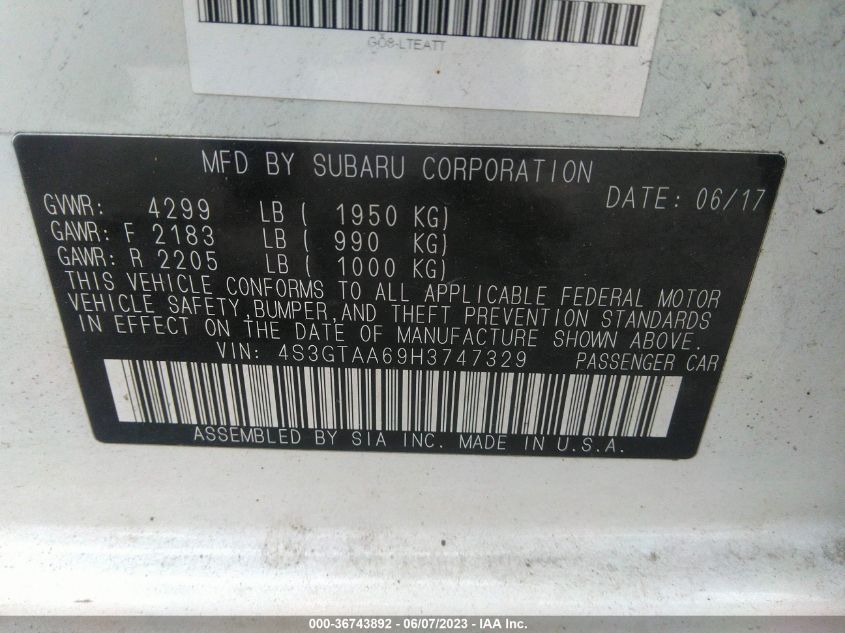 GÖ8-LTEATT
MFD BY SUBARU CORPORATION
DATE: 06/17
GVWR: 4299 LB ( 1950 KG)
GAWR: F 2183 LB ( 990 KG)
GAWR: R 2205 LB ( 1000 KG)
THIS VEHICLE CONFORMS TO ALL APPLICABLE FEDERAL MOTOR
VEHICLE SAFETY,BUMPER,AND THEFT PREVENTION STANDARDS
IN EFFECT ON THE DATE OF MANUFACTURE SHOWN ABOVE.
VIN: 4S3GTAA69H3747329 PASSENGER CAR
ASSEMBLED BY SIA INC. MADE IN U.S.A.
000-36743892 - 06/07/2023 - IAA Inc.